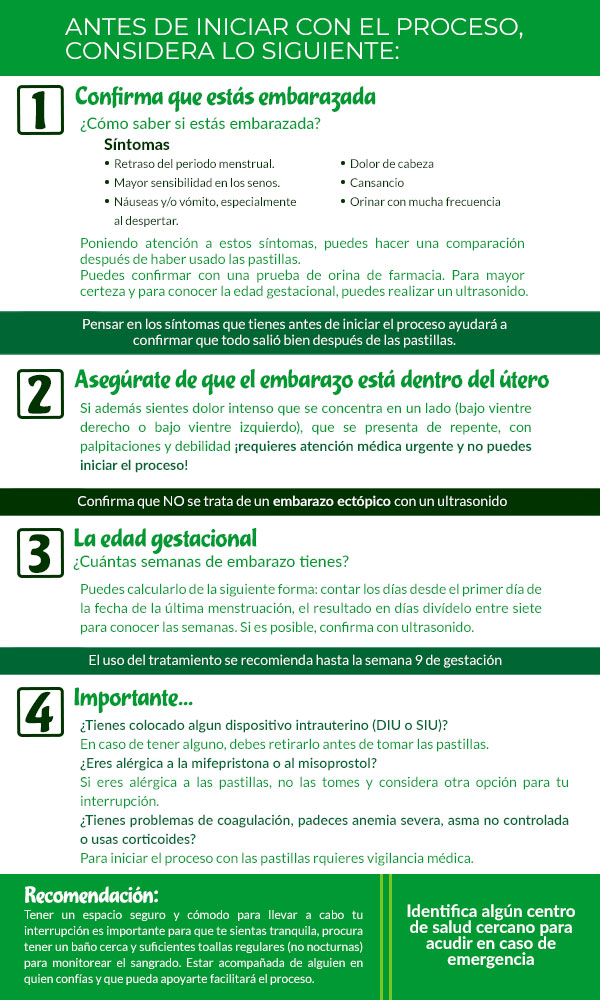 ANTES DE INICIAR CON EL PROCESO,
CONSIDERA LO SIGUIENTE:
1
Confirma que estás embarazada
¿Cómo saber si estás embarazada?
Síntomas
• Retraso del periodo menstrual.
• Mayor sensibilidad en los senos.
• Náuseas y/o vómito, especialmente
al despertar.
• Dolor de cabeza
• Cansancio
• Orinar con mucha frecuencia
Poniendo atención a estos síntomas, puedes hacer una comparación
después de haber usado las pastillas.
Puedes confirmar con una prueba de orina de farmacia. Para mayor
certeza y para conocer la edad gestacional, puedes realizar un ultrasonido.
Pensar en los síntomas que tienes antes de iniciar el proceso ayudará a
confirmar que todo salió bien después de las pastillas.
2
Asegúrate de que el embarazo está dentro del útero
Si además sientes dolor intenso que se concentra en un lado (bajo vientre
derecho o bajo vientre izquierdo), que se presenta de repente, con
palpitaciones y debilidad ¡requieres atención médica urgente y no puedes
iniciar el proceso!
Confirma que NO se trata de un embarazo ectópico con un ultrasonido
3
La edad gestacional
¿Cuántas semanas de embarazo tienes?
Puedes calcularlo de la siguiente forma: contar los días desde el primer día de
la fecha de la última menstruación, el resultado en días divídelo entre siete
para conocer las semanas. Si es posible, confirma con ultrasonido.
El uso del tratamiento se recomienda hasta la semana 9 de gestación
4
Importante...
¿Tienes colocado algun dispositivo intrauterino (DIU o SIU)?
En caso de tener alguno, debes retirarlo antes de tomar las pastillas.
¿Eres alérgica a la mifepristona o al misoprostol?
Si eres alérgica a las pastillas, no las tomes y considera otra opción para tu
interrupción.
¿Tienes problemas de coagulación, padeces anemia severa, asma no controlada
o usas corticoides?
Para iniciar el proceso con las pastillas rquieres vigilancia médica.
Recomendación:
Tener un espacio seguro y cómodo para llevar a cabo tu
interrupción es importante para que te sientas tranquila, procura
tener un baño cerca y suficientes toallas regulares (no nocturnas)
para monitorear el sangrado. Estar acompañada de alguien en
quien confías y que pueda apoyarte facilitará el proceso.
Identifica algún centro
de salud cercano para
acudir en caso de
emergencia